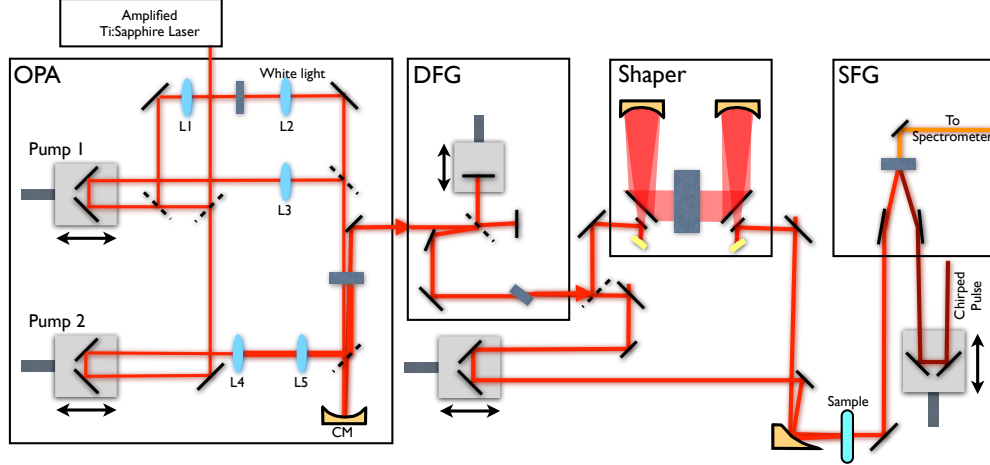 Amplified
Ti:Sapphire Laser
OPA
White light
L1
L2
Pump 1
L3
Pump 2
L4
L5
CM
DFG
Shaper
SFG
To
Spectrometer
Chirped
Pulse
Sample